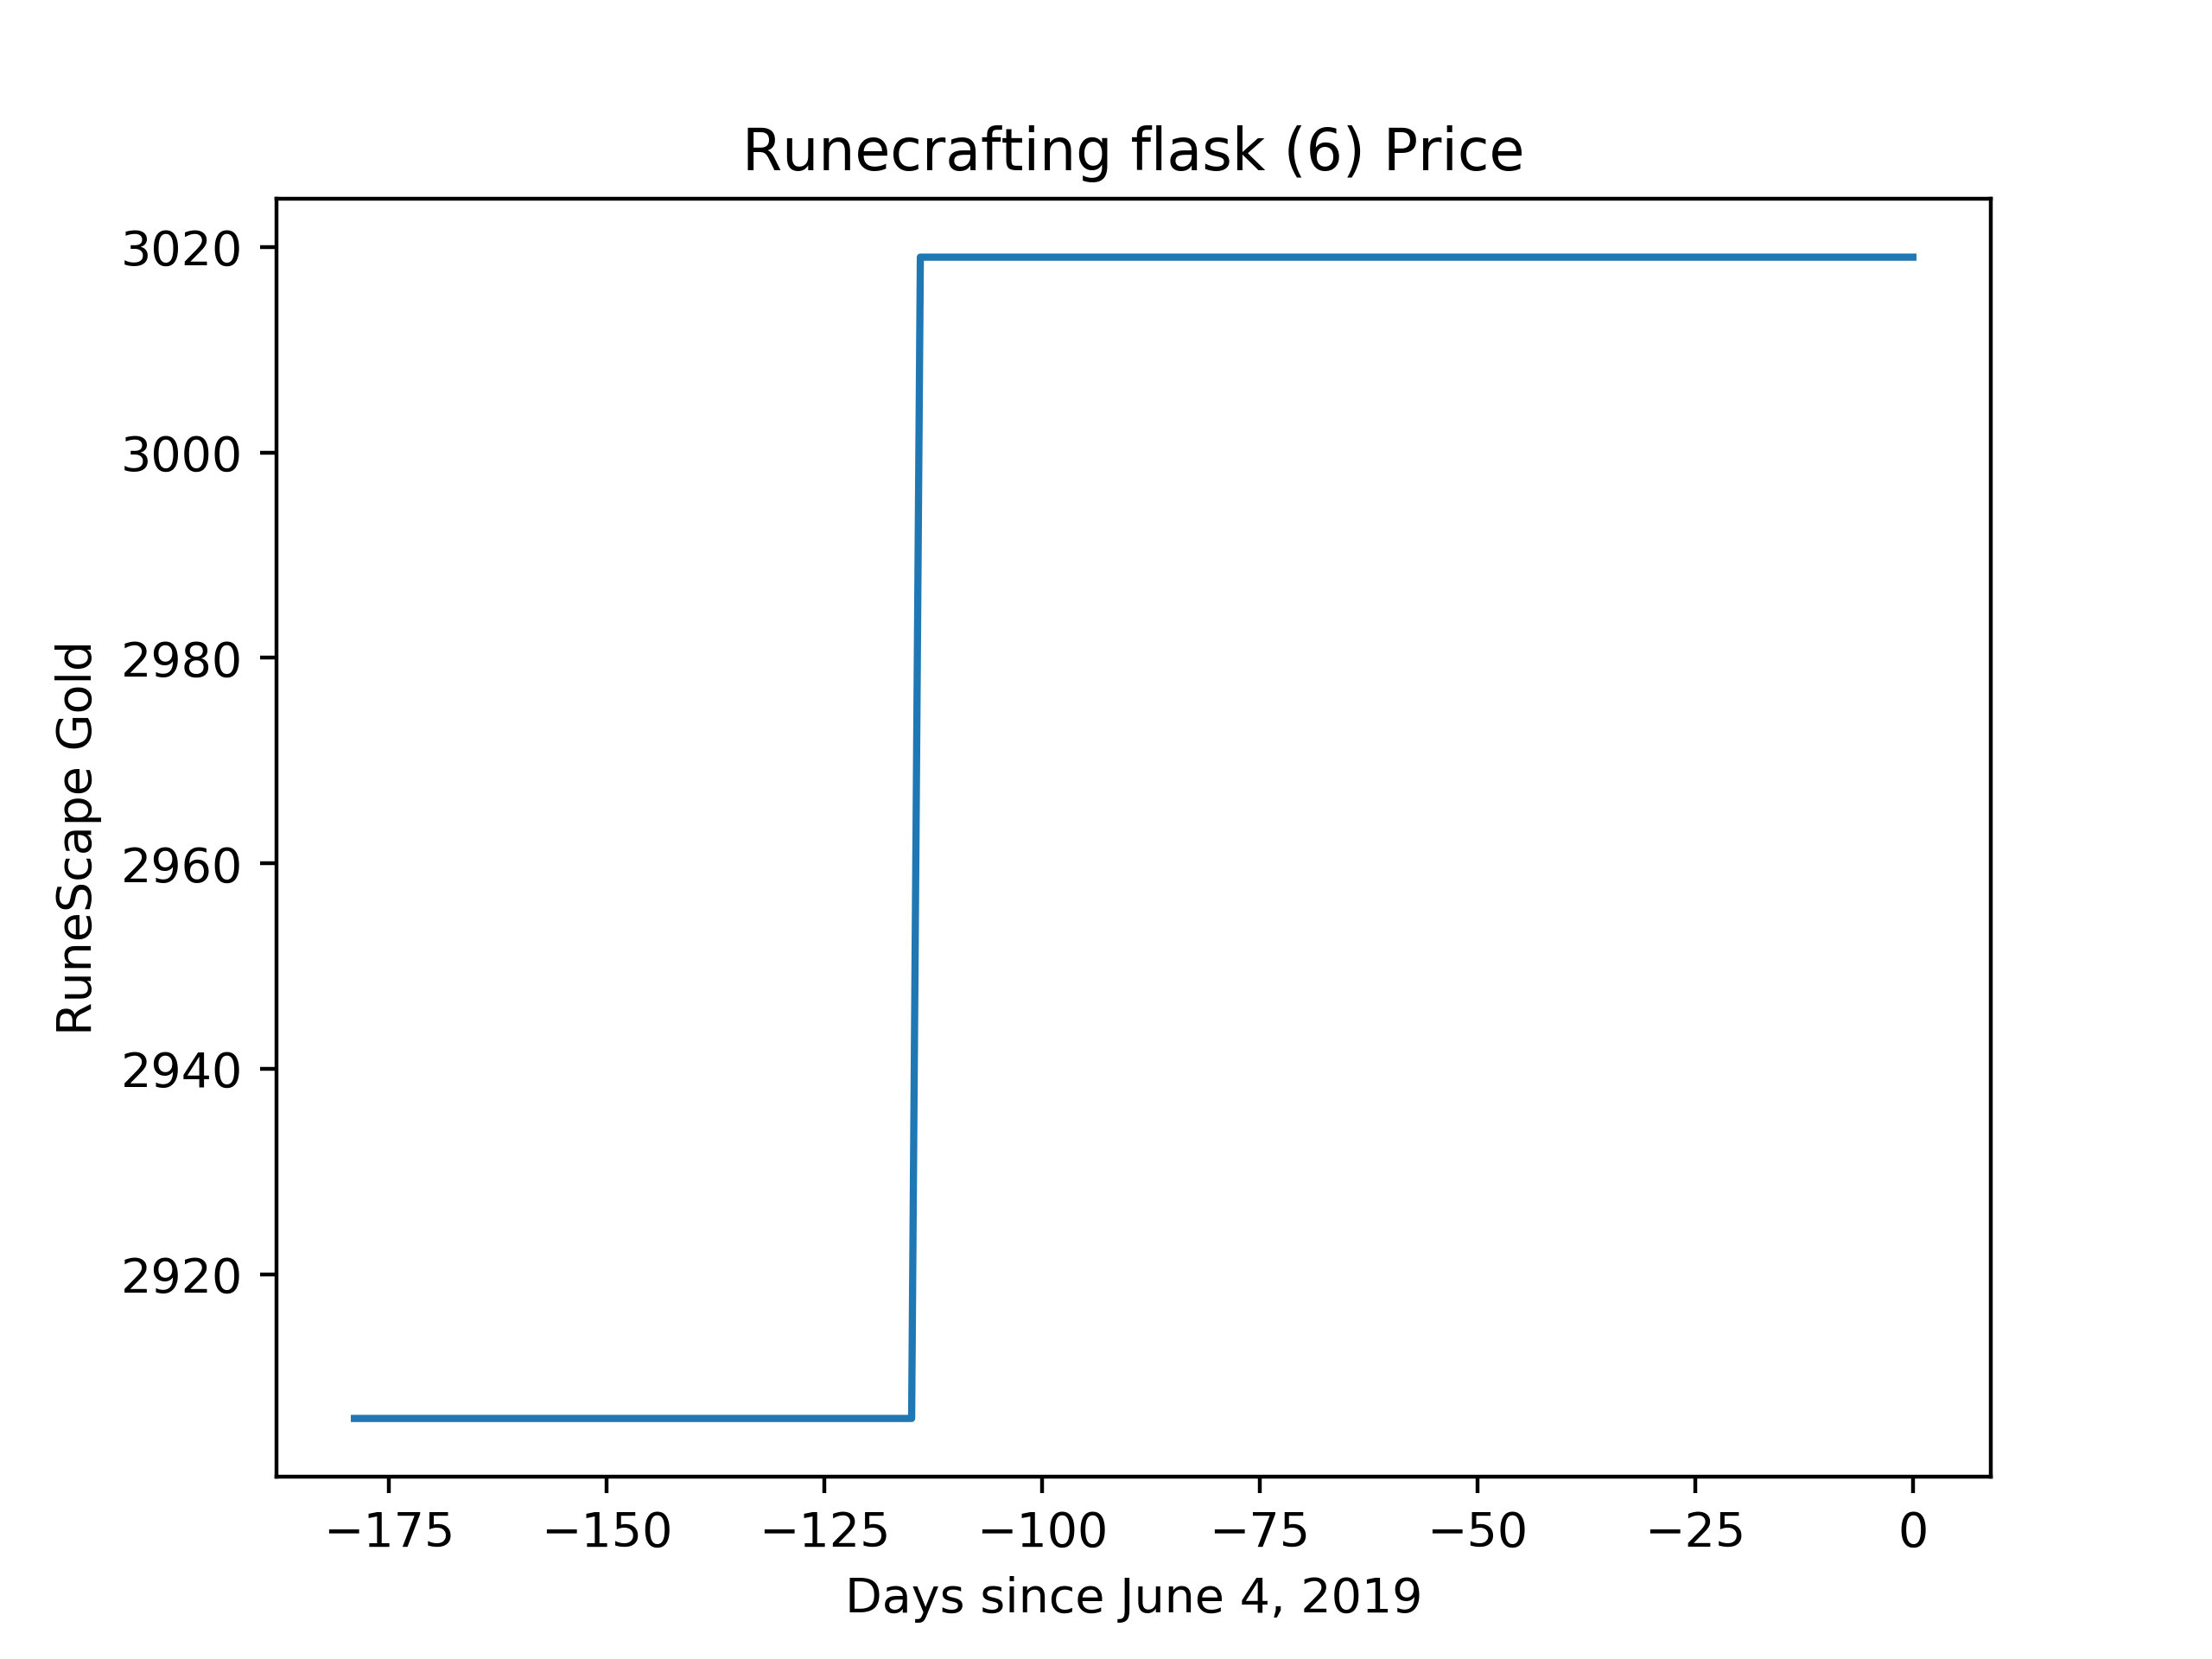 Runecrafting flask (6) Price
RuneScape Gold
3020
3000
2980
2960
2940
2920
−175 −150 −125 −100 −75 −50 −25 0
Days since June 4, 2019